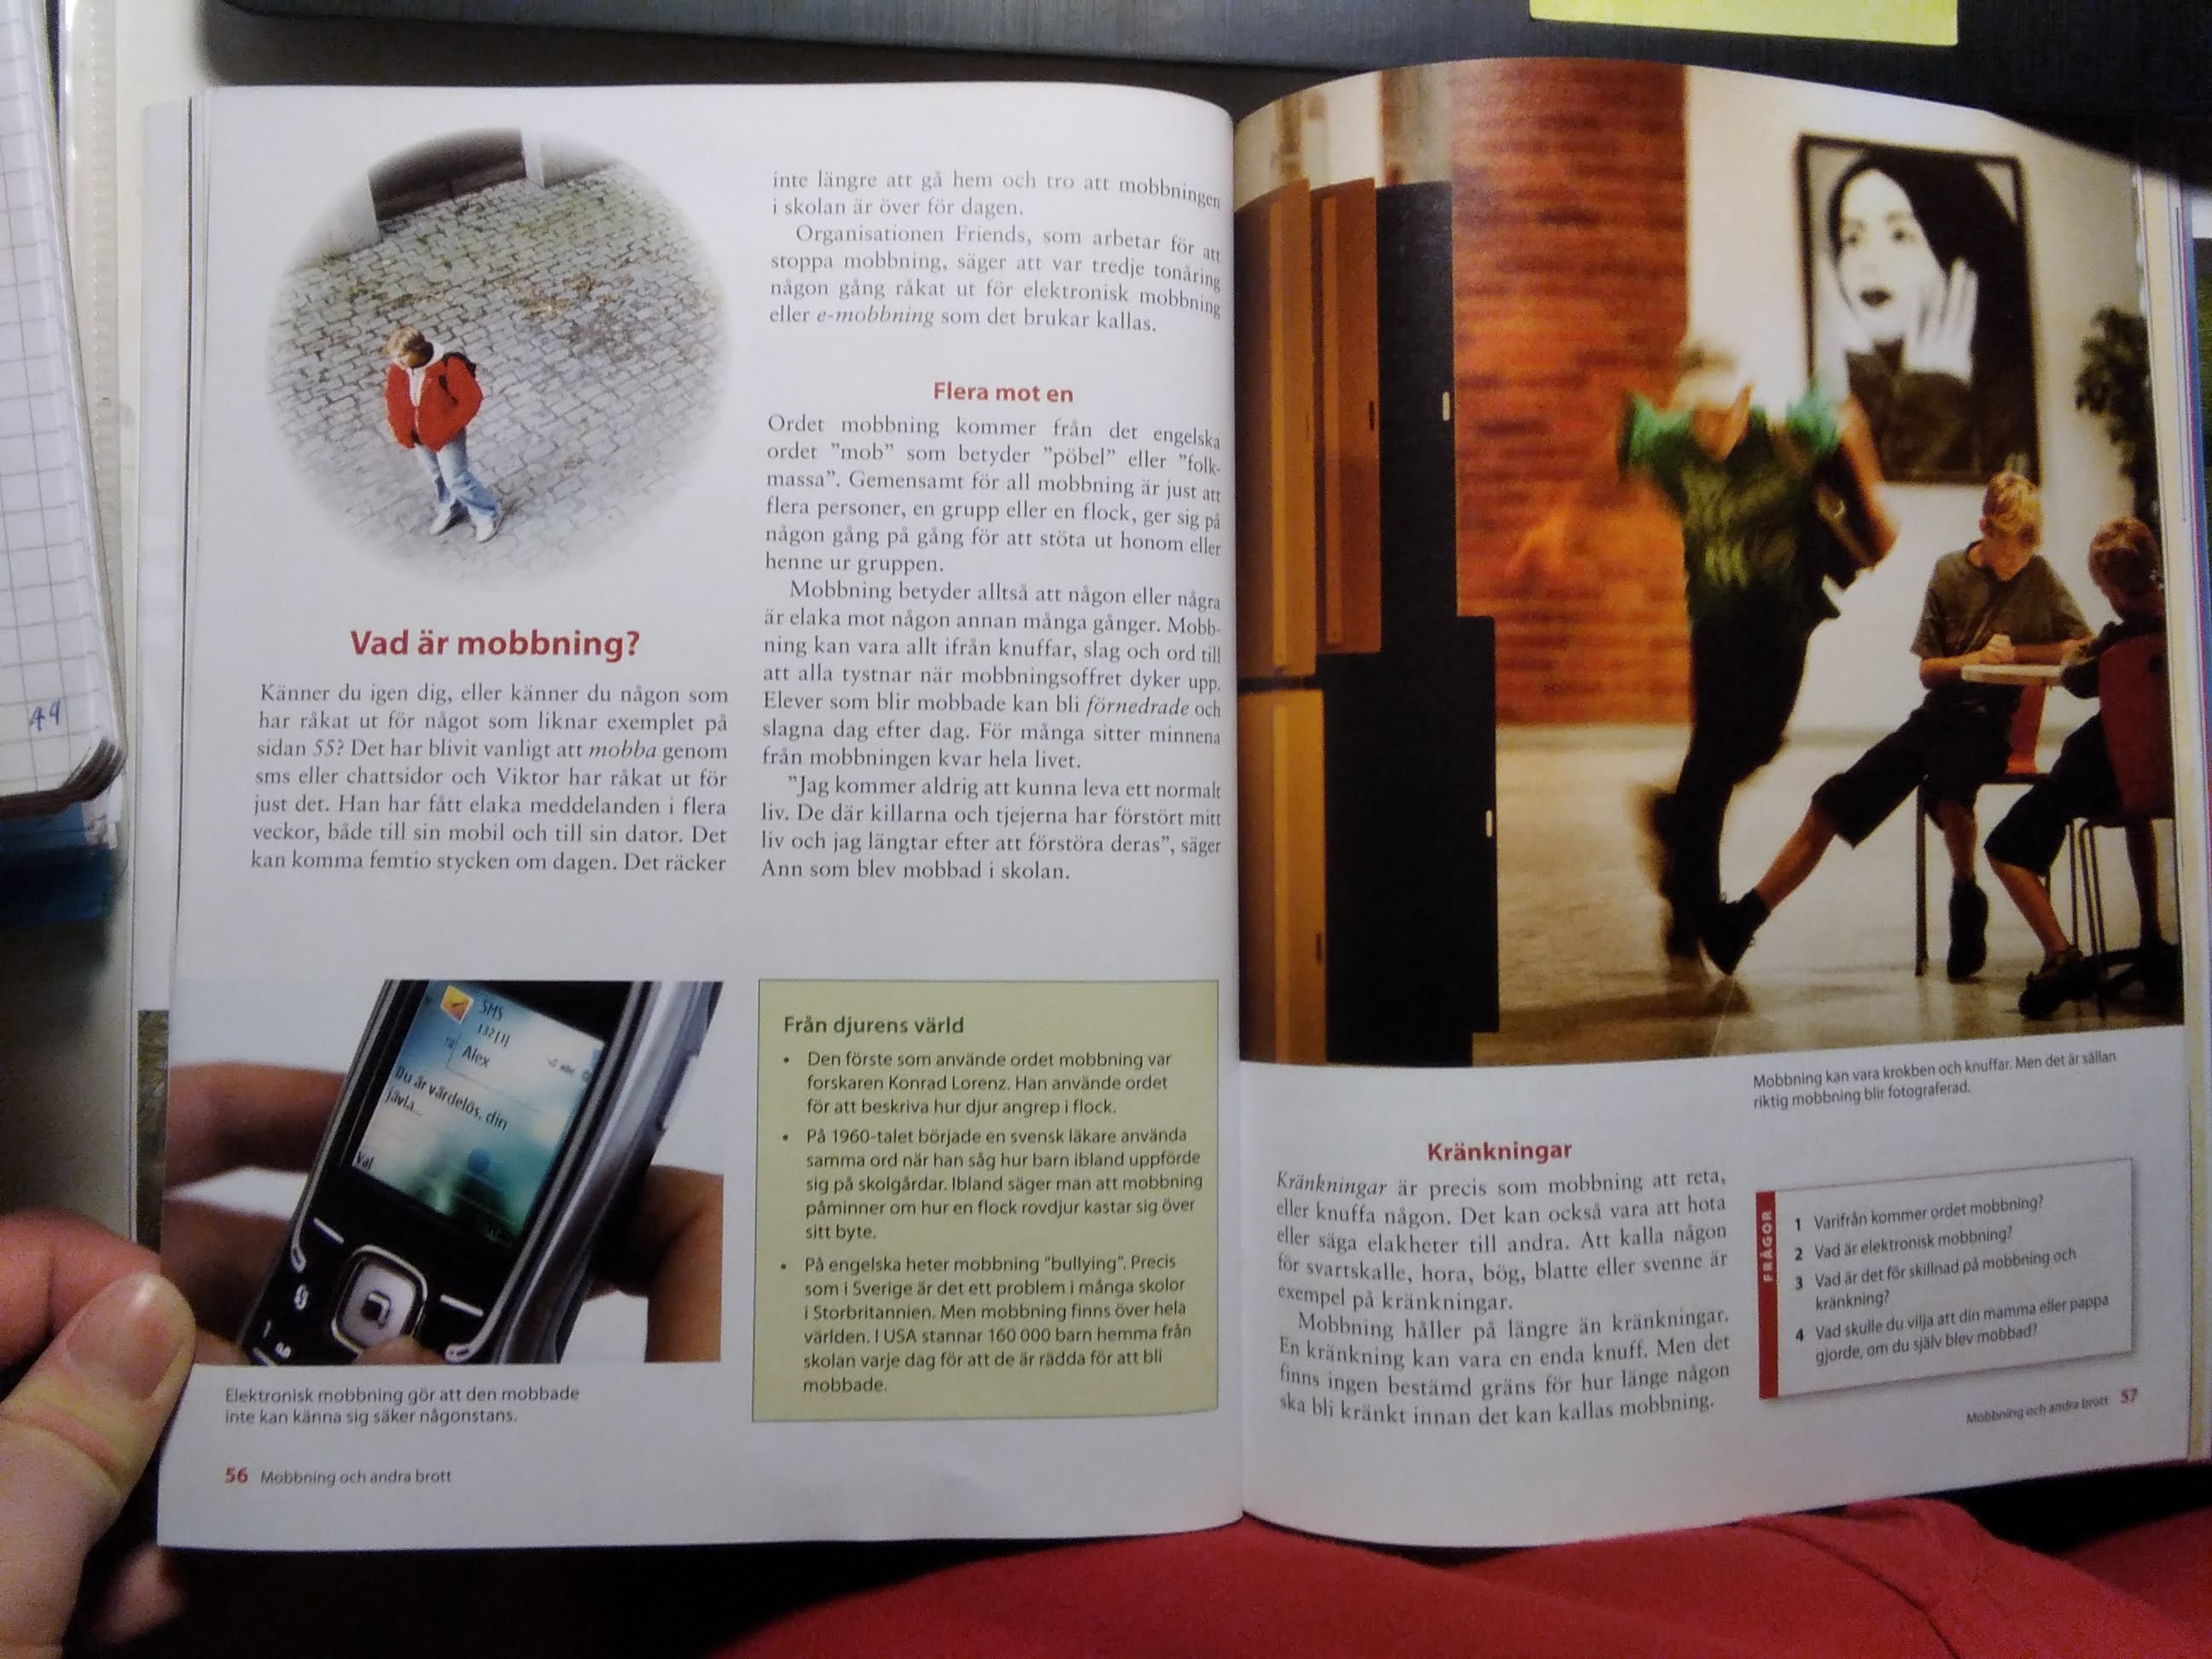 49
Vad är mobbning?
Känner du igen dig, eller känner du någon som
har råkat ut för något som liknar exemplet på
sidan 55? Det har blivit vanligt att mobba genom
sms eller chattsidor och Viktor har råkat ut för
just det. Han har fått elaka meddelanden i flera
veckor, både till sin mobil och till sin dator. Det
kan komma femtio stycken om dagen. Det räcker
inte längre att gå hem och tro att mobbningen
i skolan är över för dagen.
Organisationen Friends, som arbetar för att
stoppa mobbning, säger att var tredje tonåring
någon gång råkat ut för elektronisk mobbning
eller e-mobbning som det brukar kallas.
Flera mot en
Ordet mobbning kommer från det engelska
ordet ”mob” som betyder ”pöbel” eller ”folk-
massa”. Gemensamt för all mobbning är just att
flera personer, en grupp eller en flock, ger sig på
någon gång på gång för att stöta ut honom eller
henne ur gruppen.
Mobbning betyder alltså att någon eller några
är elaka mot någon annan många gånger. Mobb-
ning kan vara allt ifrån knuffar, slag och ord till
att alla tystnar när mobbningsoffret dyker upp.
Elever som blir mobbade kan bli förnedrade och
slagna dag efter dag. För många sitter minnena
från mobbningen kvar hela livet.
”Jag kommer aldrig att kunna leva ett normalt
liv. De där killarna och tjejerna har förstört mitt
liv och jag längtar efter att förstöra deras”, säger
Ann som blev mobbad i skolan.
SMS
132[1]
Alex
Du är värdelös, din
jävla...
Val
Elektronisk mobbning gör att den mobbade
inte kan känna sig säker någonstans.
Från djurens värld
• Den förste som använde ordet mobbning var
forskaren Konrad Lorenz. Han använde ordet
för att beskriva hur djur angrep i flock.
• På 1960-talet började en svensk läkare använda
samma ord när han såg hur barn ibland uppförde
sig på skolgårdar. Ibland säger man att mobbning
påminner om hur en flock rovdjur kastar sig över
sitt byte.
• På engelska heter mobbning ”bullying”. Precis
som i Sverige är det ett problem i många skolor
i Storbritannien. Men mobbning finns över hela
världen. I USA stannar 160 000 barn hemma från
skolan varje dag för att de är rädda för att bli
mobbade.
56 Mobbning och andra brott
Mobbning kan vara krokben och knuffar. Men det är sällan
riktig mobbning blir fotograferad.
Kränkningar
Kränkningar är precis som mobbning att reta,
eller knuffa någon. Det kan också vara att hota
eller säga elakheter till andra. Att kalla någon
för svartskalle, hora, bög, blatte eller svenne är
exempel på kränkningar.
Mobbning håller på längre än kränkningar.
En kränkning kan vara en enda knuff. Men det
finns ingen bestämd gräns för hur länge någon
ska bli kränkt innan det kan kallas mobbning.
FRÅGOR
1 Varifrån kommer ordet mobbning?
2 Vad är elektronisk mobbning?
3 Vad är det för skillnad på mobbning och
kränkning?
4 Vad skulle du vilja att din mamma eller pappa
gjorde, om du själv blev mobbad?
Mobbning och andra brott 57